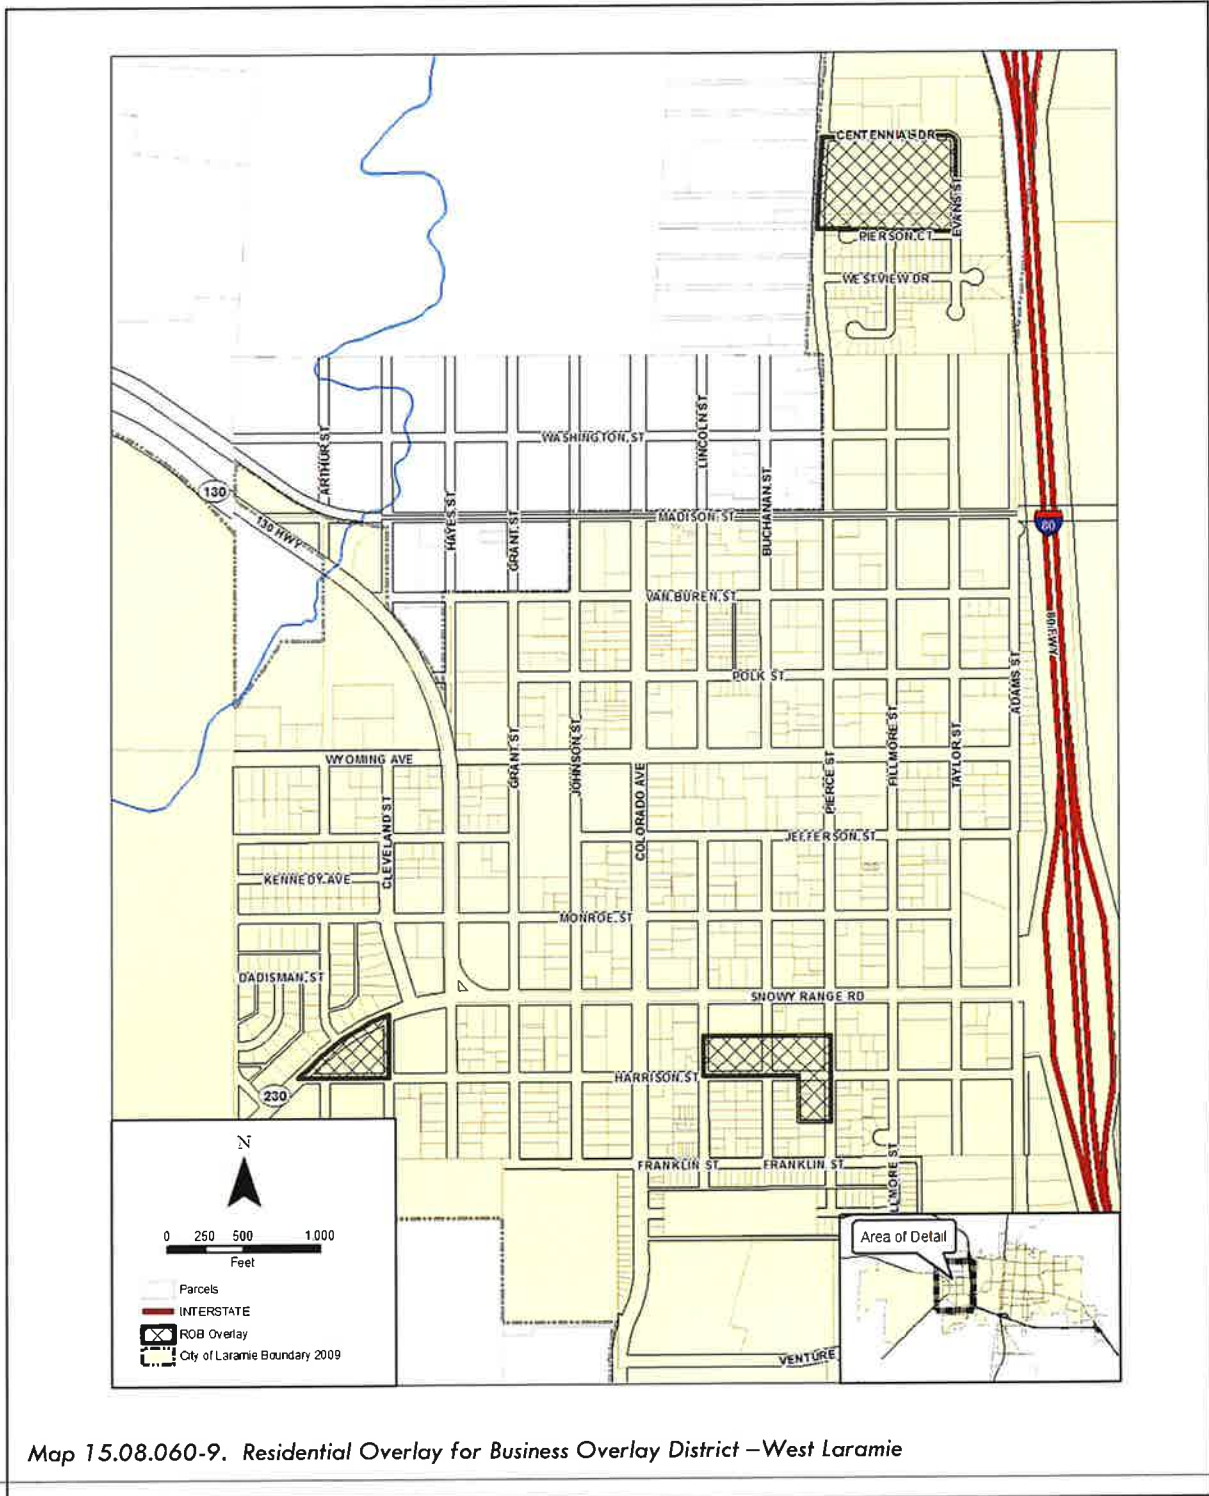 CENTENNIAL DR
EVANS ST
PIERSON CT
WESTVIEW DR
LINCOLN ST
WASHINGTON ST
ARTHUR ST
BUCHANAN ST
130
HAYES ST
GRANT ST
MADISON ST
80
130 HWY
VAN BUREN ST
80 FWY
POLK ST
ADAMS ST
GRANT ST
JOHNSON ST
FILLMORE ST
TAYLOR ST
WYOMING AVE
PIERCE ST
CLEVELAND ST
COLORADO AVE
JEFFERSON ST
KENNEDY AVE
MONROE ST
DADISMAN ST
SNOWY RANGE RD
HARRISON ST
230
FRANKLIN ST
FRANKLIN ST
LLMORE ST
VENTURE
N
0 250 500 1,000
Feet
Parcels
INTERSTATE
ROB Overlay
City of Laramie Boundary 2009
Area of Detail
Map 15.08.060-9. Residential Overlay for Business Overlay District –West Laramie